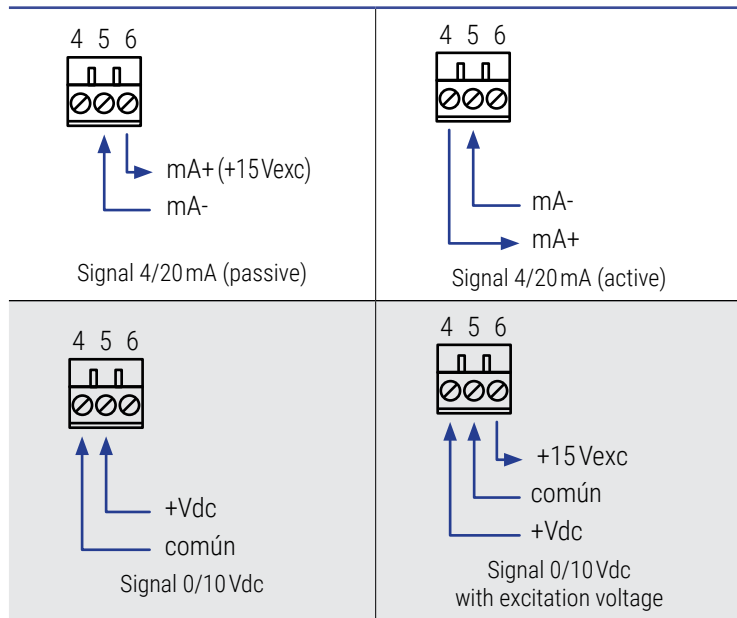 4 5 6
mA+ (+15 Vexc)
mA-
Signal 4/20 mA (passive)
4 5 6
mA-
mA+
Signal 4/20 mA (active)
4 5 6
+Vdc
común
Signal 0/10 Vdc
4 5 6
+15 Vexc
común
+Vdc
Signal 0/10 Vdc
with excitation voltage